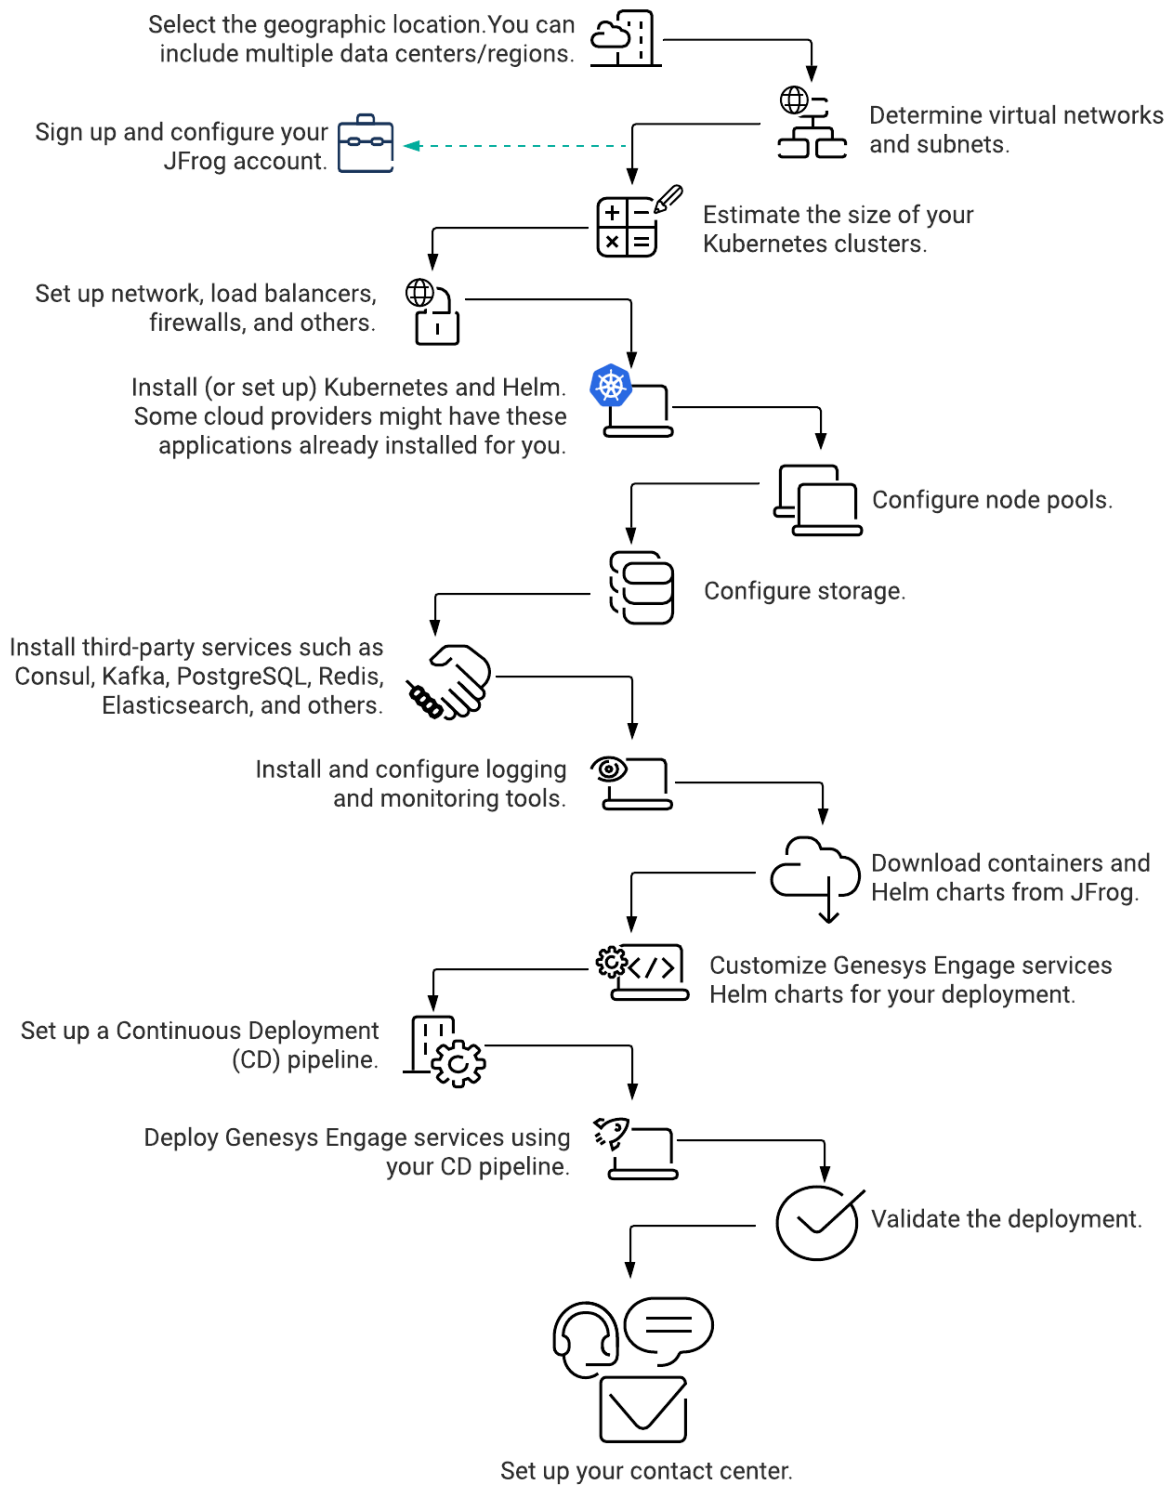 Select the geographic location.You can
include multiple data centers/regions.
Determine virtual networks
and subnets.
Sign up and configure your
JFrog account.
Estimate the size of your
Kubernetes clusters.
Set up network, load balancers,
firewalls, and others.
Install (or set up) Kubernetes and Helm.
Some cloud providers might have these
applications already installed for you.
Configure node pools.
Configure storage.
Install third-party services such as
Consul, Kafka, PostgreSQL, Redis,
Elasticsearch, and others.
Install and configure logging
and monitoring tools.
Download containers and
Helm charts from JFrog.
Customize Genesys Engage services
Helm charts for your deployment.
Set up a Continuous Deployment
(CD) pipeline.
Deploy Genesys Engage services using
your CD pipeline.
Validate the deployment.
Set up your contact center.